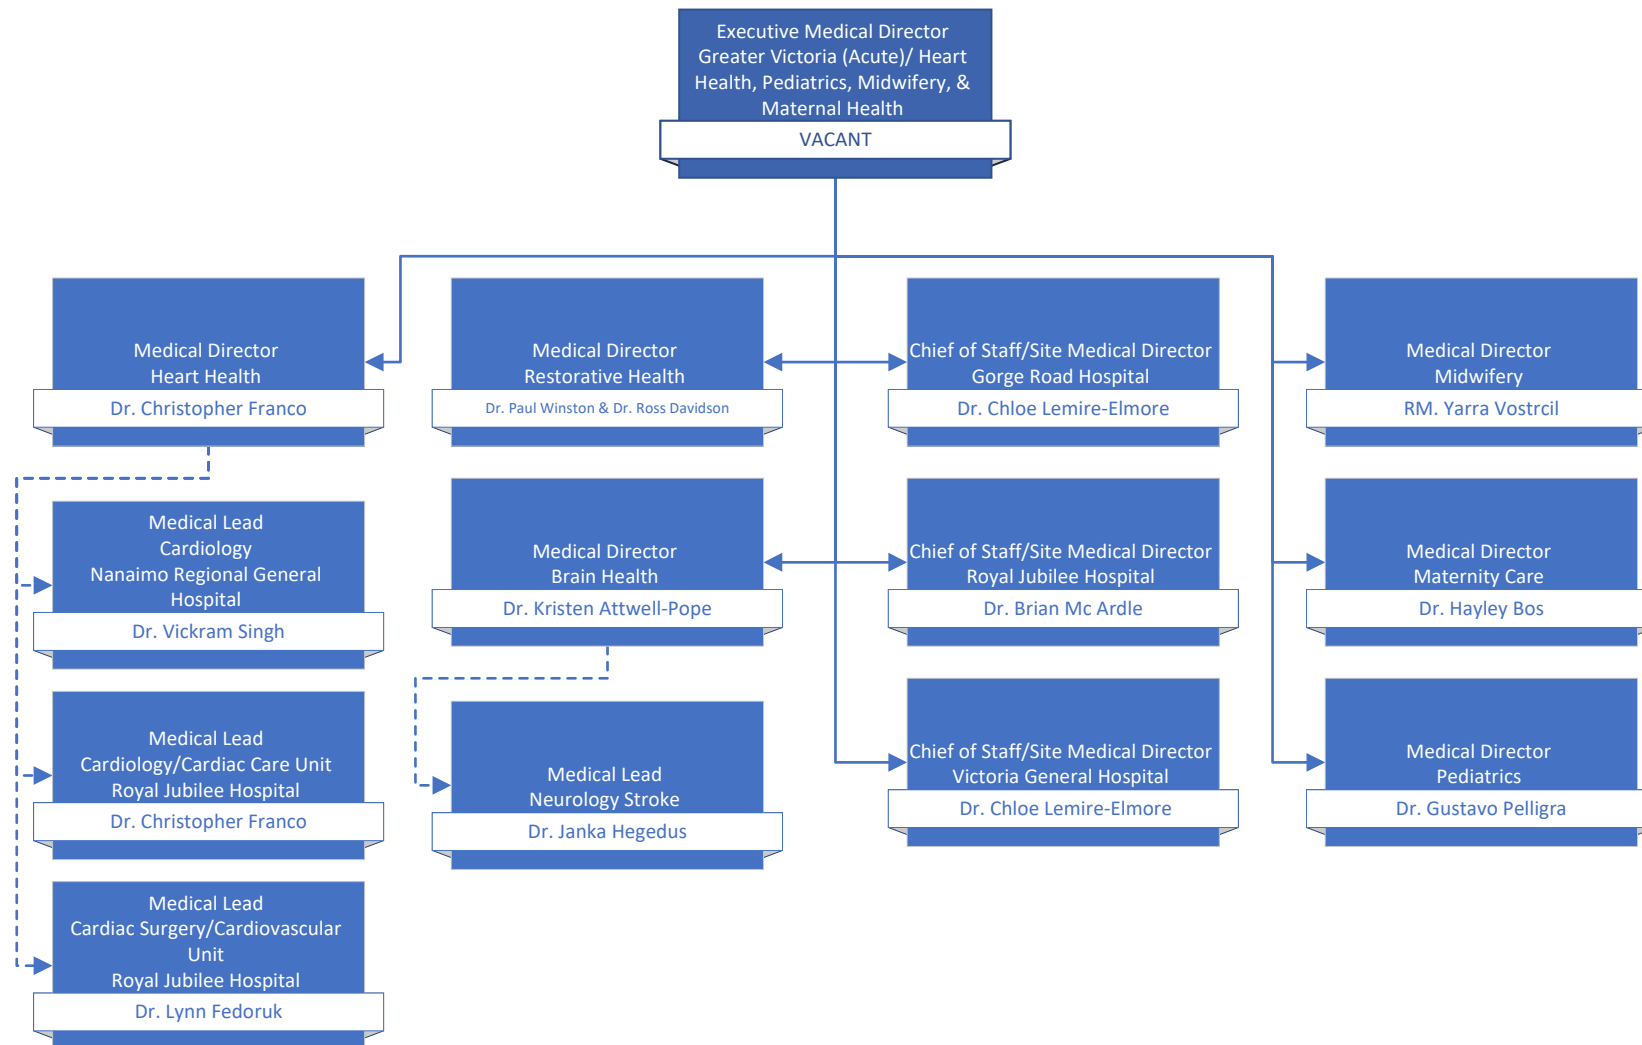 Executive Medical Director
Greater Victoria (Acute)/ Heart
Health, Pediatrics, Midwifery, &
Maternal Health
VACANT
Medical Director
Heart Health
Dr. Christopher Franco
Medical Director
Restorative Health
Dr. Paul Winston & Dr. Ross Davidson
Chief of Staff/Site Medical Director
Gorge Road Hospital
Dr. Chloe Lemire-Elmore
Medical Director
Midwifery
RM. Yarra Vostrcil
Medical Lead
Cardiology
Nanaimo Regional General
Hospital
Dr. Vickram Singh
Medical Director
Brain Health
Dr. Kristen Attwell-Pope
Chief of Staff/Site Medical Director
Royal Jubilee Hospital
Dr. Brian Mc Ardle
Medical Director
Maternity Care
Dr. Hayley Bos
Medical Lead
Cardiology/Cardiac Care Unit
Royal Jubilee Hospital
Dr. Christopher Franco
Medical Lead
Neurology Stroke
Dr. Janka Hegedus
Chief of Staff/Site Medical Director
Victoria General Hospital
Dr. Chloe Lemire-Elmore
Medical Director
Pediatrics
Dr. Gustavo Pelligra
Medical Lead
Cardiac Surgery/Cardiovascular
Unit
Royal Jubilee Hospital
Dr. Lynn Fedoruk